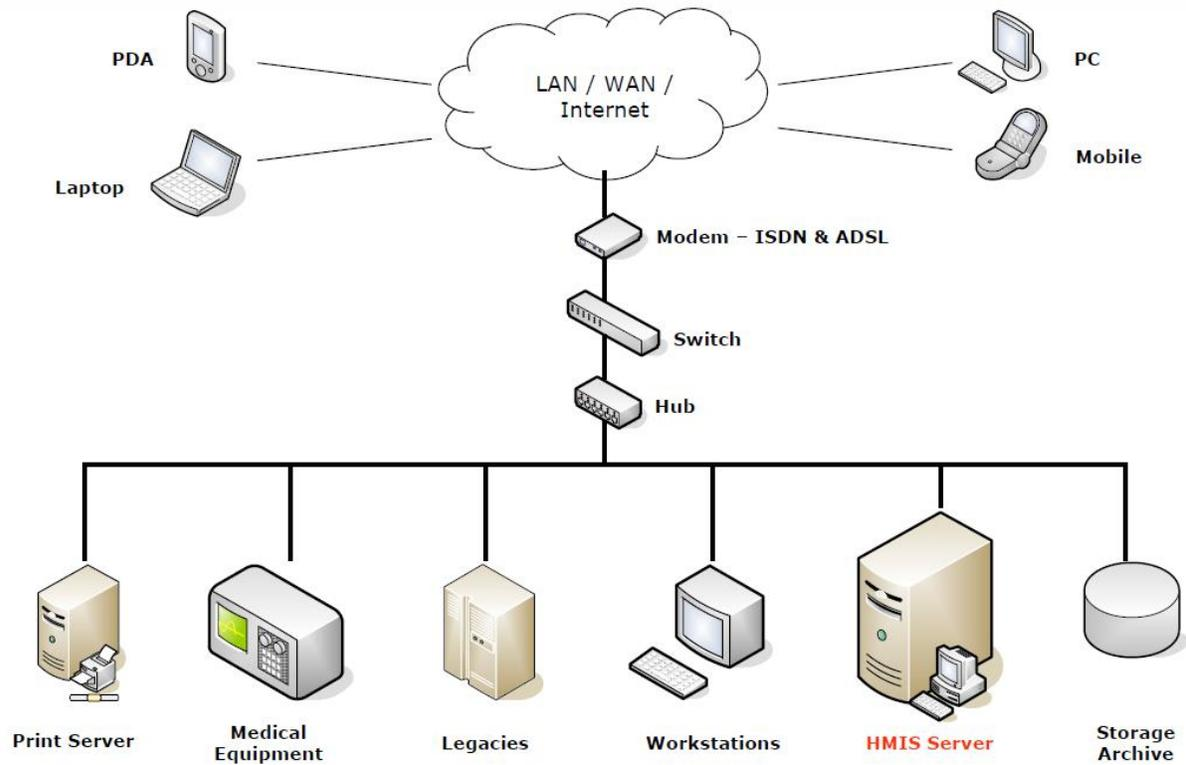 PDA
LAN / WAN /
Internet
PC
Laptop
Mobile
Modem – ISDN & ADSL
Switch
Hub
Print Server
Medical
Equipment
Legacies
Workstations
HMIS Server
Storage
Archive